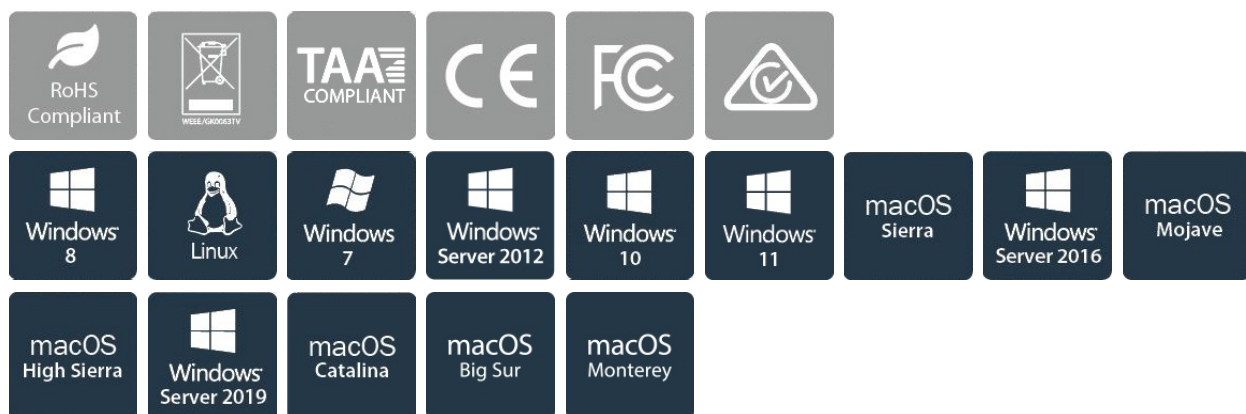 RoHS
Compliant
WEEE/GK0063TV
TAA
COMPLIANT
CE
FC
Windows
8
Linux
Windows
7
Windows
Server 2012
Windows
10
Windows
11
macOS
Sierra
Windows
Server 2016
macOS
Mojave
macOS
High Sierra
Windows
Server 2019
macOS
Catalina
macOS
Big Sur
macOS
Monterey